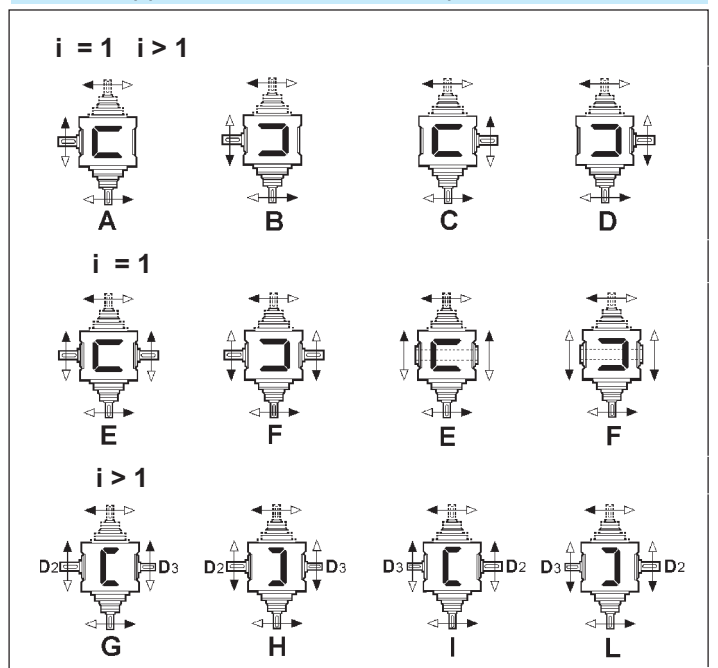 i = 1 i > 1
A B C D
i = 1
E F E F
i > 1
D2 D3 D2 D3 D3 D2 D3 D2
G H I L